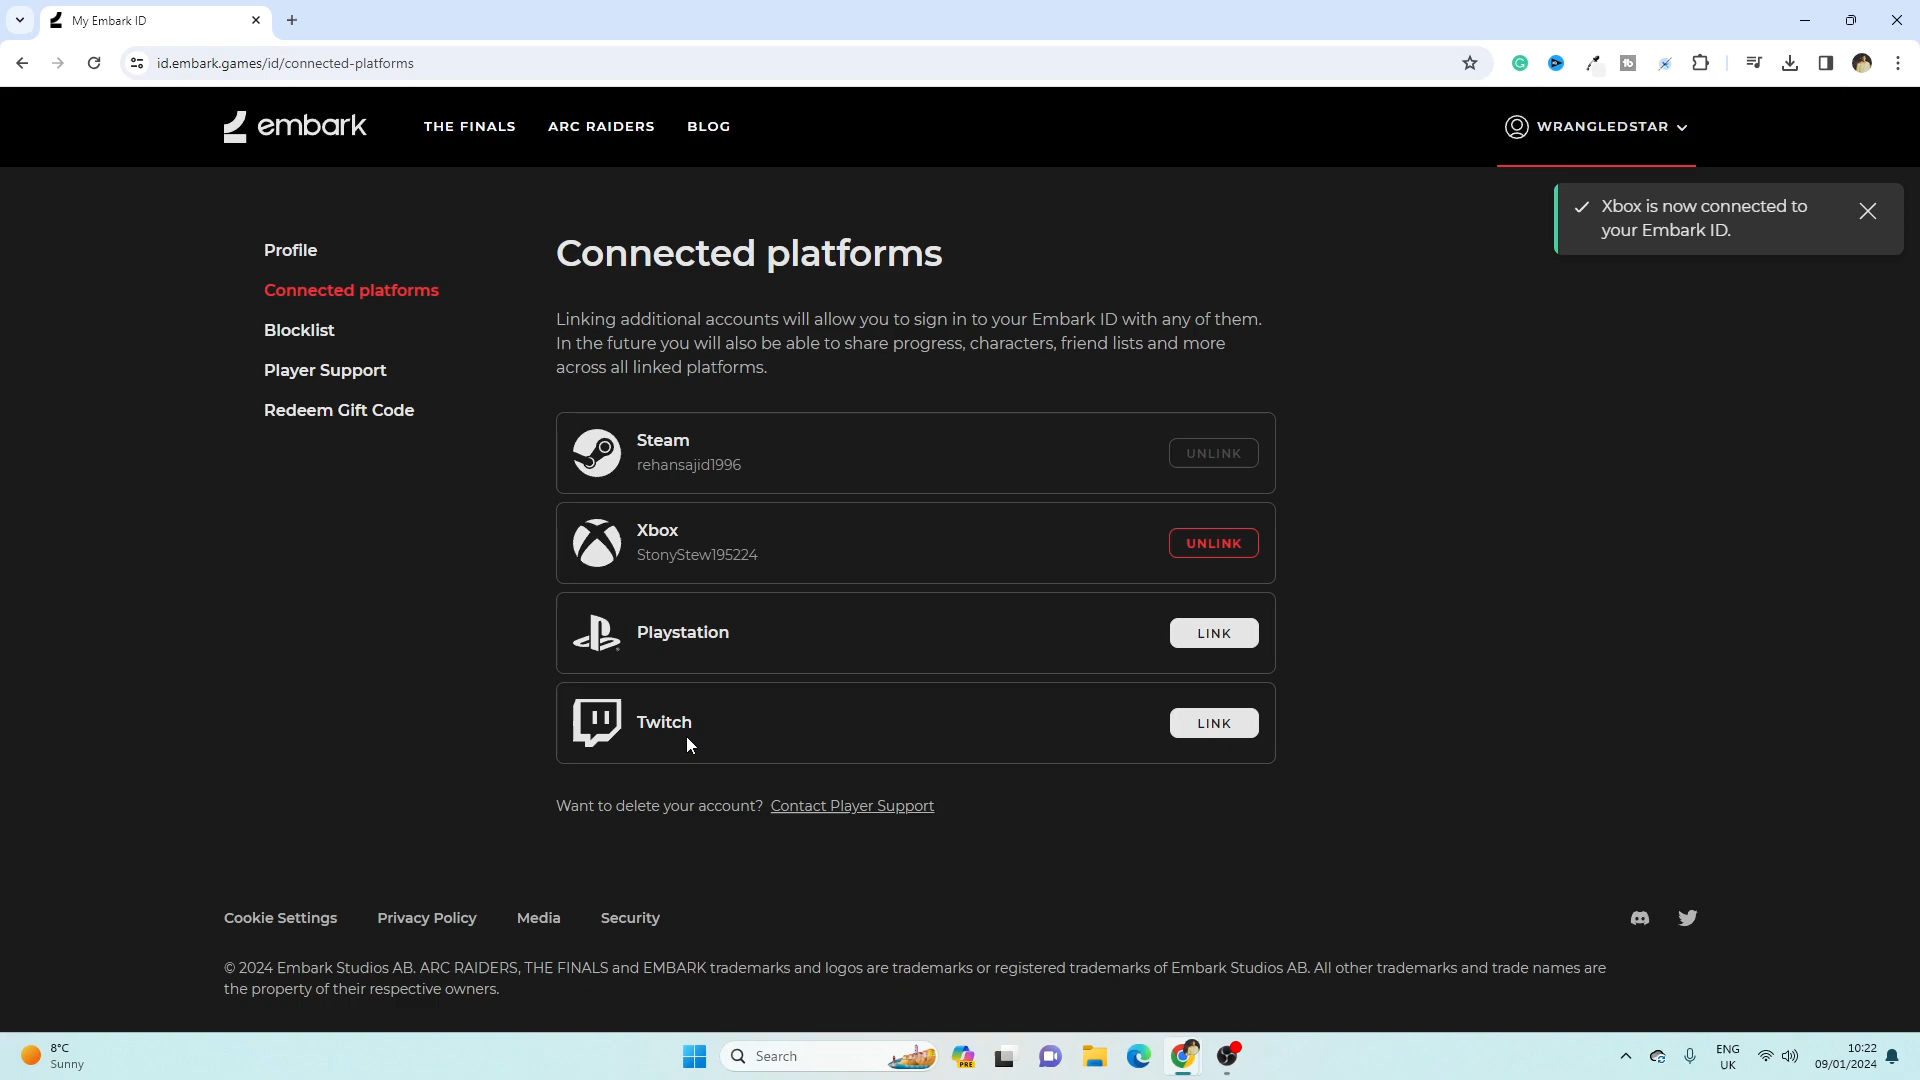 My Embark ID
id.embark.games/id/connected-platforms
embark
THE FINALS
ARC RAIDERS
BLOG
WRANGLEDSTAR
Xbox is now connected to
your Embark ID.
Profile
Connected platforms
Blocklist
Player Support
Redeem Gift Code
Connected platforms
Linking additional accounts will allow you to sign in to your Embark ID with any of them.
In the future you will also be able to share progress, characters, friend lists and more
across all linked platforms.
Steam
rehansajid1996
UNLINK
Xbox
StonyStew195224
UNLINK
Playstation
LINK
Twitch
LINK
Want to delete your account? Contact Player Support
Cookie Settings
Privacy Policy
Media
Security
© 2024 Embark Studios AB. ARC RAIDERS, THE FINALS and EMBARK trademarks and logos are trademarks or registered trademarks of Embark Studios AB. All other trademarks and trade names are
the property of their respective owners.
8°C
Sunny
Search
PRE
ENG
UK
10:22
09/01/2024